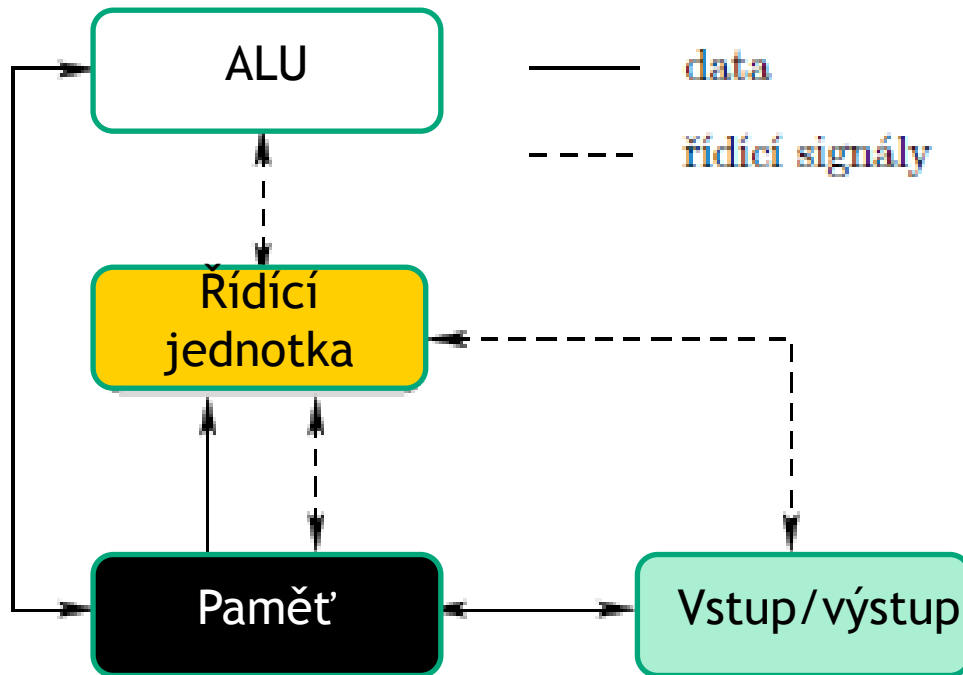 ALU
data
řídící signály
Řídící
jednotka
Paměť
Vstup/výstup